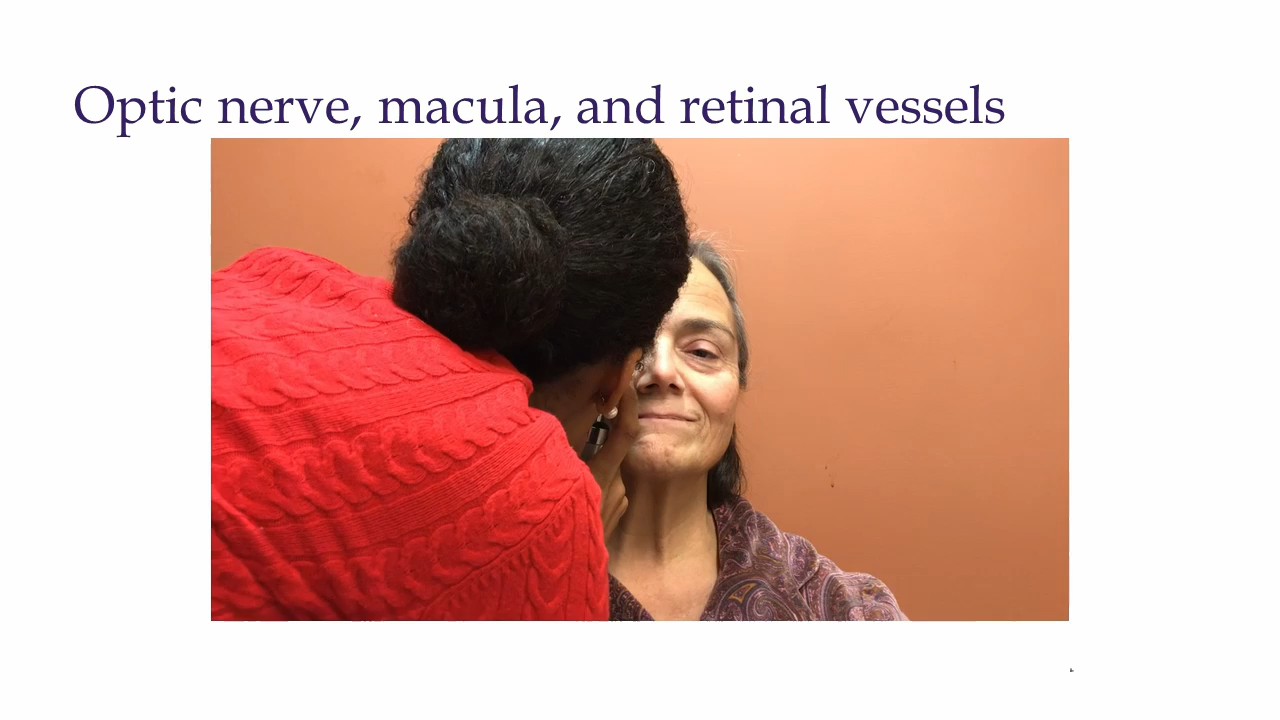 Optic nerve, macula, and retinal vessels